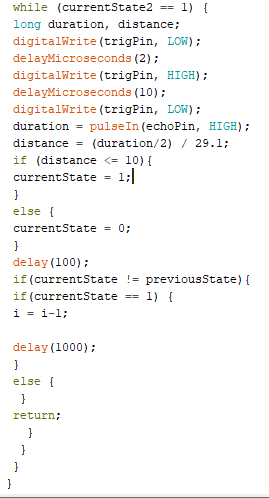 while (currentState2 == 1) {
long duration, distance;
digitalWrite(trigPin, LOW);
delayMicroseconds(2);
digitalWrite(trigPin, HIGH);
delayMicroseconds(10);
digitalWrite(trigPin, LOW);
duration = pulseIn(echoPin, HIGH);
distance = (duration/2) / 29.1;
if (distance <= 10){
currentState = 1;
}
else {
currentState = 0;
}
delay(100);
if(currentState != previousState){
if(currentState == 1) {
i = i-1;
delay(1000);
}
else {
}
return;
}
}
}
}